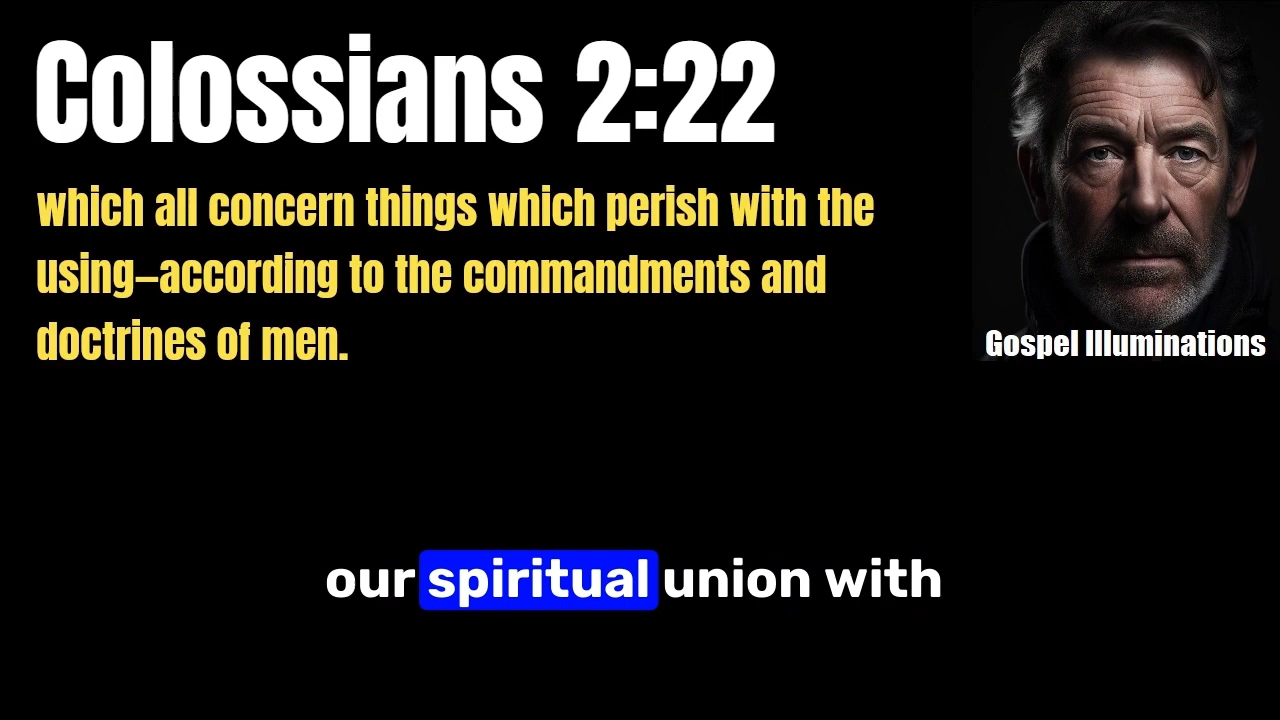 Colossians 2:22
which all concern things which perish with the
using—according to the commandments and
doctrines of men.
Gospel Illuminations
our spiritual union with